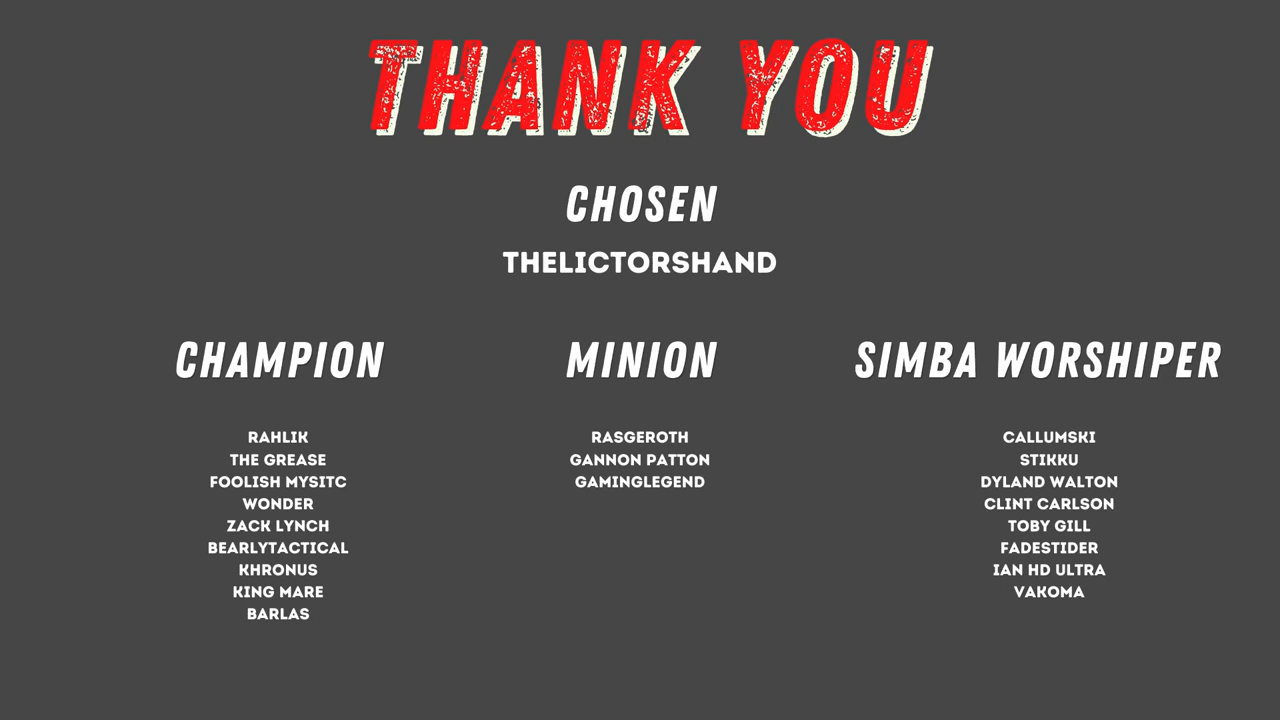 THANK YOU
CHOSEN
THELICTORSHAND
CHAMPION
RAHLIK
THE GREASE
FOOLISH MYSITC
WONDER
ZACK LYNCH
BEARLYTACTICAL
KHRONUS
KING MARE
BARLAS
MINION
RASGEROTH
GANNON PATTON
GAMINGLEGEND
SIMBA WORSHIPER
CALLUMSKI
STIKKU
DYLAND WALTON
CLINT CARLSON
TOBY GILL
FADESTIDER
IAN HD ULTRA
VAKOMA